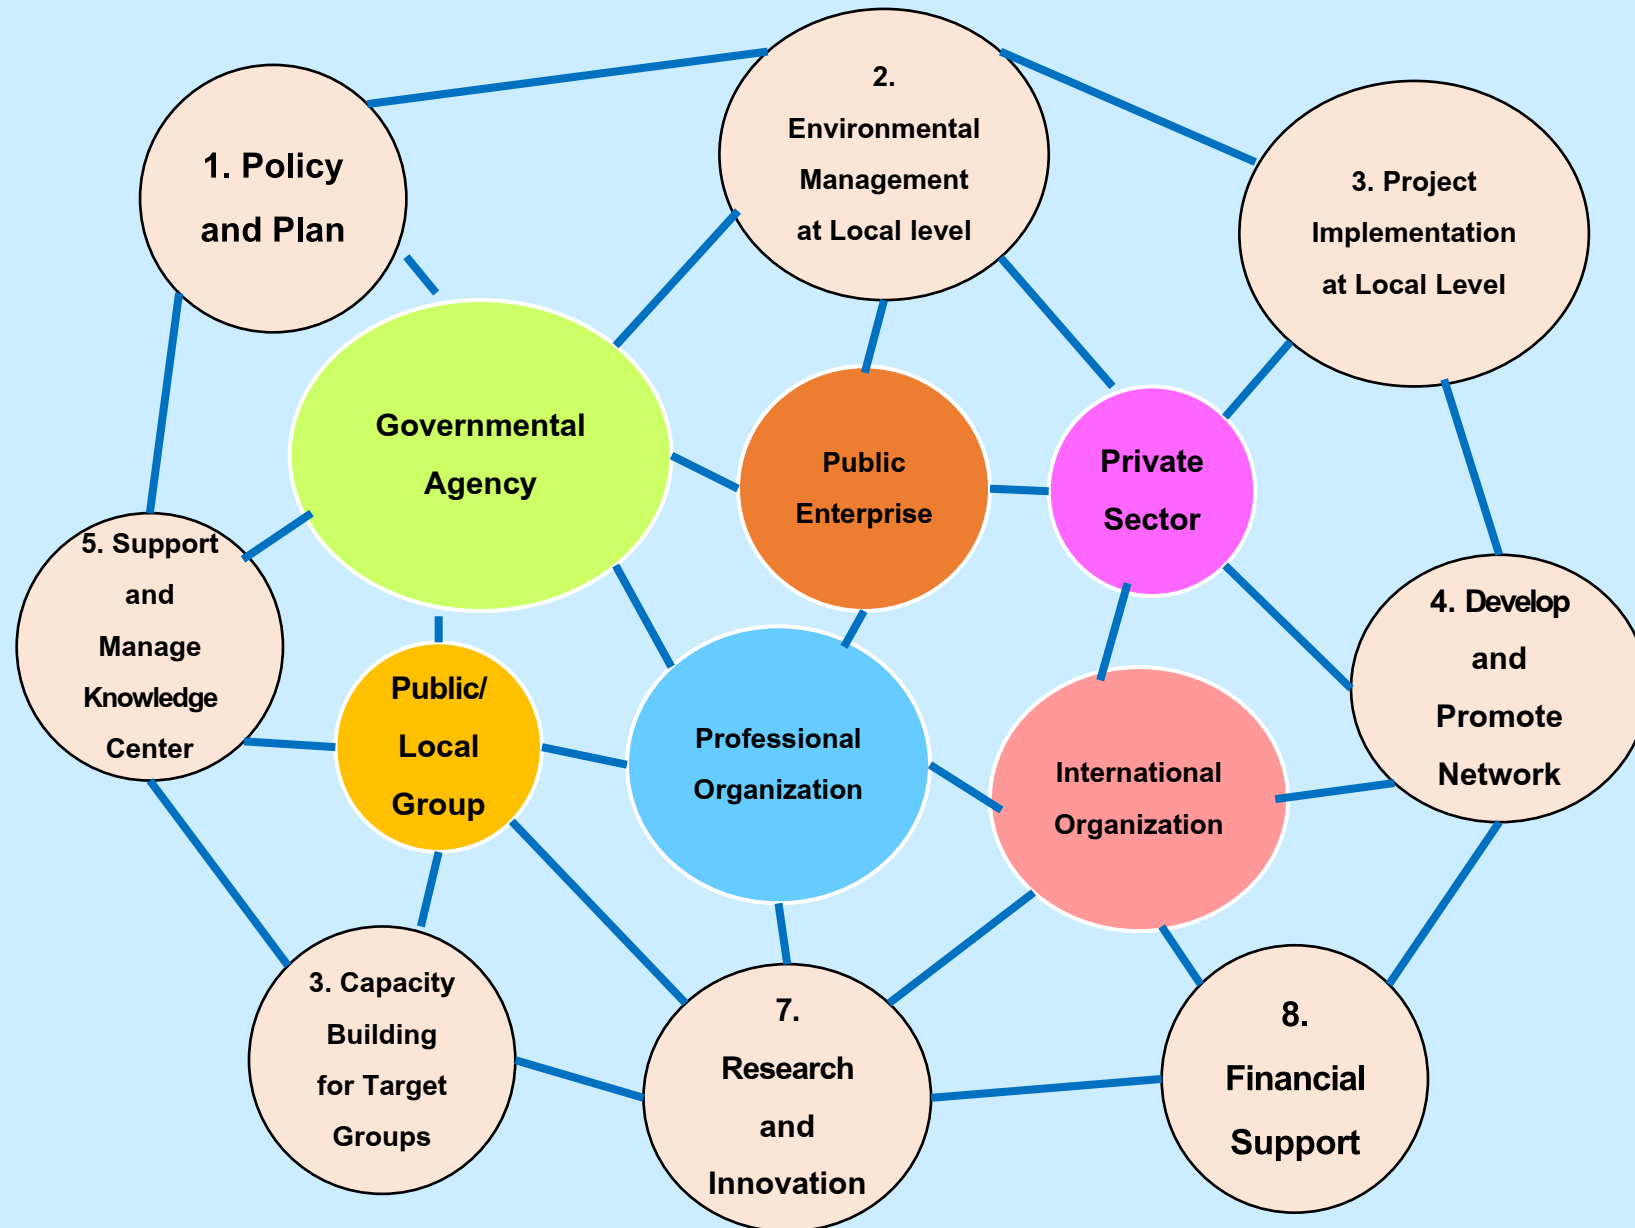 1. Policy
and Plan
2.
Environmental
Management
at Local level
3. Project
Implementation
at Local Level
Governmental
Agency
Public
Enterprise
Private
Sector
5. Support
and
Manage
Knowledge
Center
4. Develop
and
Promote
Network
Public/
Local
Group
Professional
Organization
International
Organization
3. Capacity
Building
for Target
Groups
7.
Research
and
Innovation
8.
Financial
Support